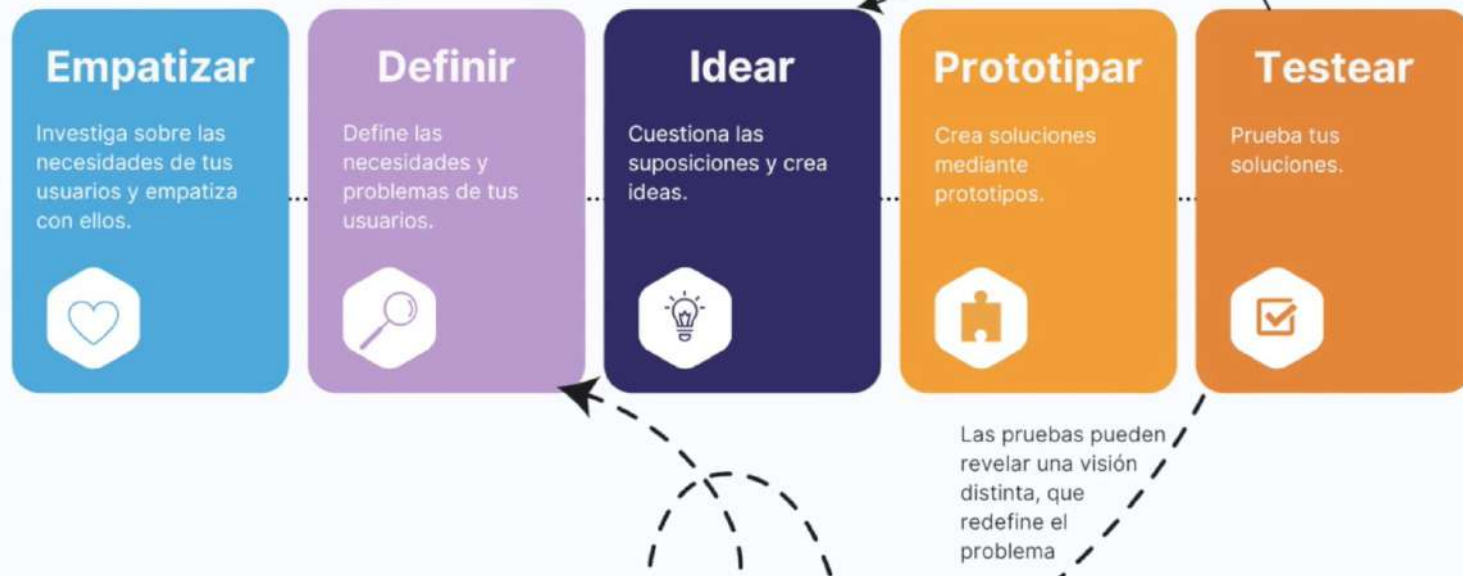 Empatizar
Investiga sobre las
necesidades de tus
usuarios y empatiza
con ellos.
Definir
Define las
necesidades y
problemas de tus
usuarios.
Idear
Cuestiona las
suposiciones y crea
ideas.
Prototipar
Crea soluciones
mediante
prototipos.
Testear
Prueba tus
soluciones.
Las pruebas pueden
revelar una visión
distinta, que
redefine el
problema